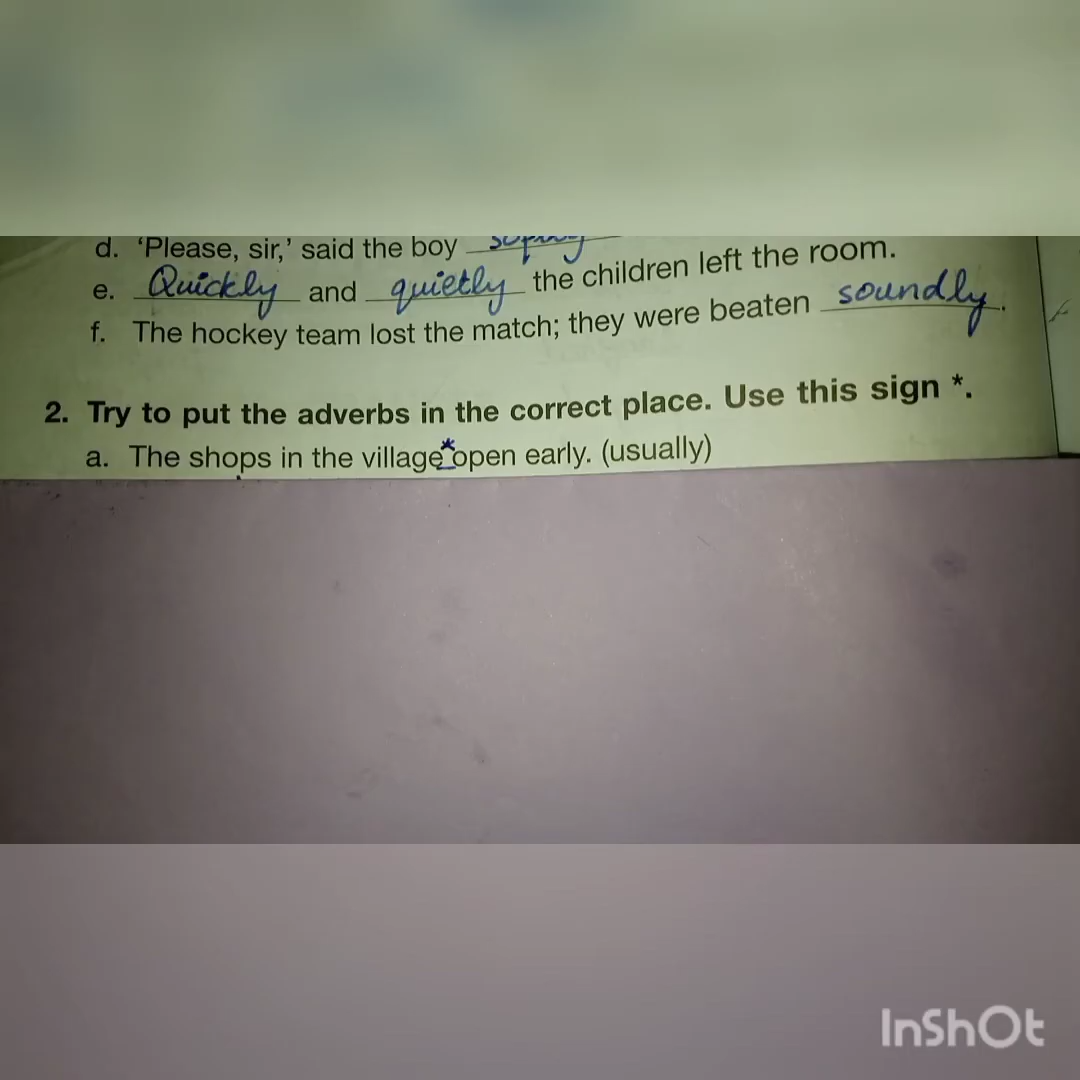 d. 'Please, sir,' said the boy
e. Quickly and quietly the children left the room.
f. The hockey team lost the match; they were beaten soundly.
2. Try to put the adverbs in the correct place. Use this sign *.
a. The shops in the village * open early. (usually)
InShOt